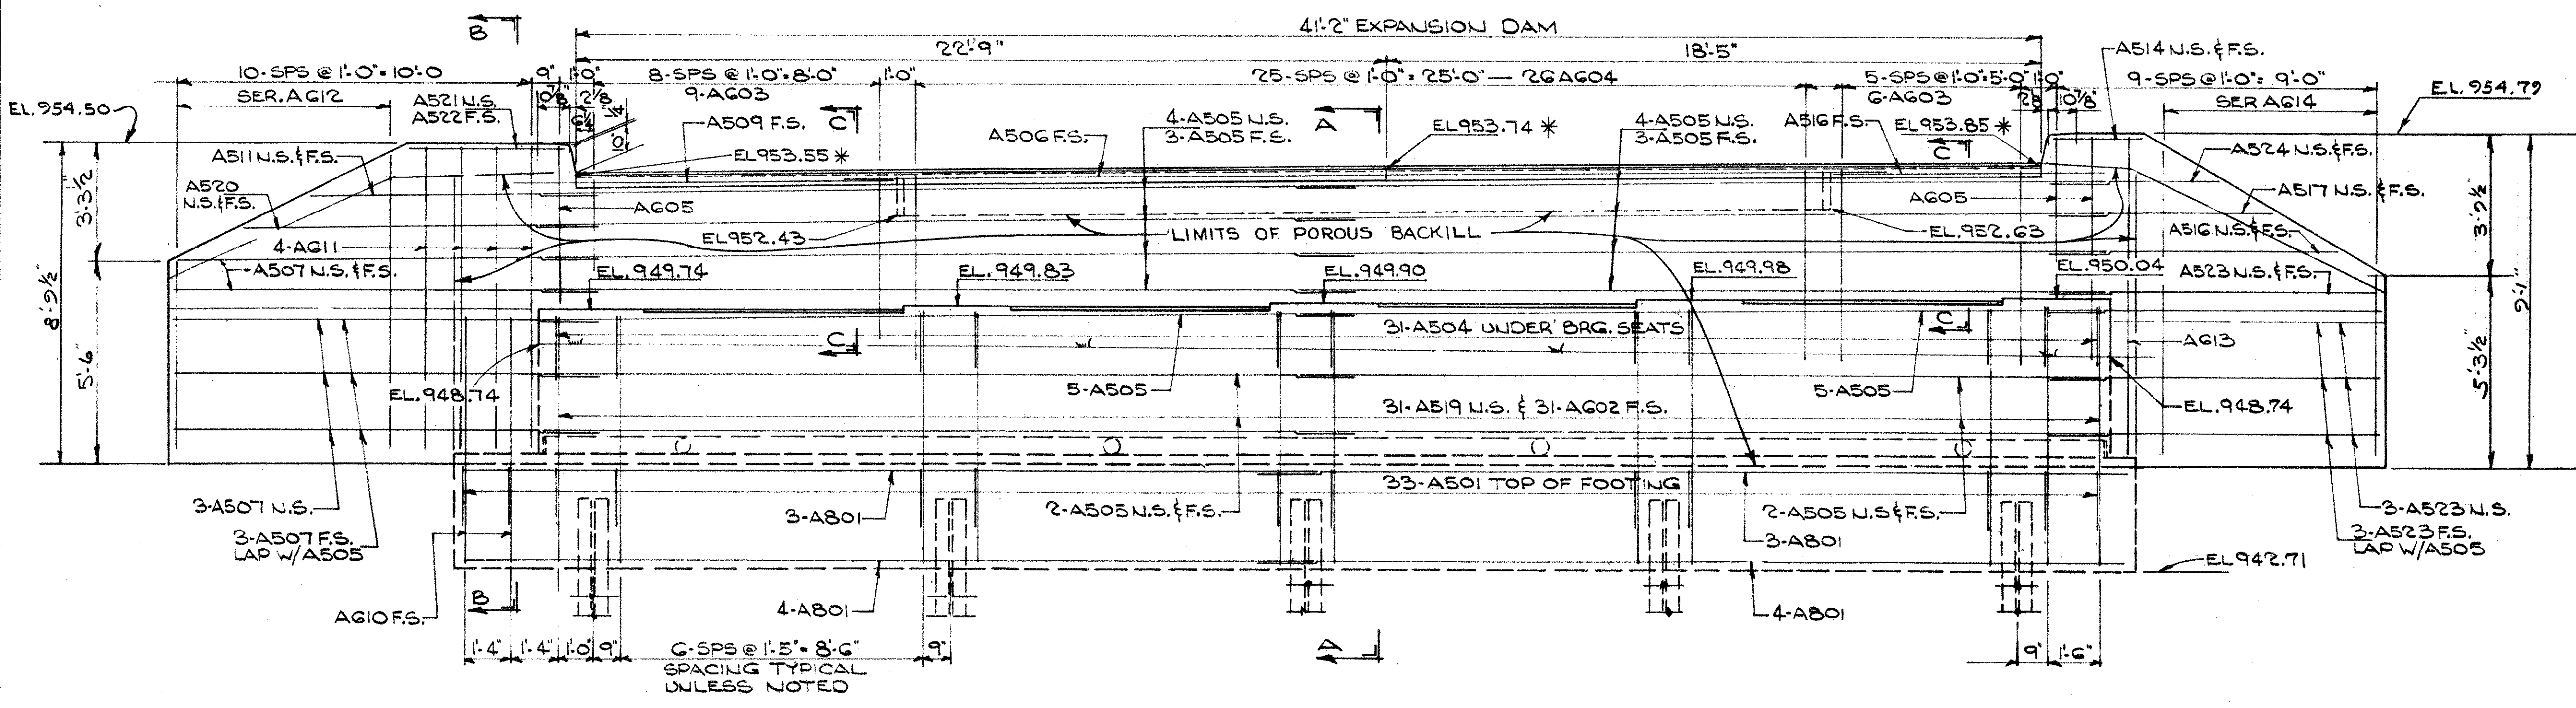 41'-2" EXPANSION DAM
B
22'-9"
18'-5"
A514 N.S. & F.S.
10-SPS @ 1'-0" = 10'-0
9"
1'-0"
8-SPS @ 1'-0" = 8'-0"
1'-0"
25-SPS @ 1'-0" = 25'-0" — 26 A604
5-SPS @ 1'-0" = 5'-0"
1'-0"
9-SPS @ 1'-0" = 9'-0"
SER. A612
A521 N.S.
A522 F.S.
10⅞"
2⅛"
9-A603
6-A603
10⅞"
SER A614
EL. 954.79
EL. 954.50
A509 F.S.
C
A506 F.S.
4-A505 N.S.
3-A505 F.S.
A
EL 953.74 *
4-A505 N.S.
3-A505 F.S.
A516 F.S.
EL 953.85 *
C
A511 N.S. & F.S.
EL 953.55 *
A524 N.S. & F.S.
A520
N.S. & F.S.
3'-3½"
A605
A605
A517 N.S. & F.S.
3'-9½"
4-A611
EL 952.43
LIMITS OF POROUS BACKILL
EL. 952.63
A516 N.S. & F.S.
A507 N.S. & F.S.
EL. 949.74
EL. 949.83
EL. 949.90
EL. 949.98
EL. 950.04
A523 N.S. & F.S.
8'-9½"
9'-1"
C
31-A504 UNDER BRG. SEATS
C
A613
5'-6"
5'-3½"
EL. 948.74
5-A505
5-A505
31-A519 N.S. & 31-A602 F.S.
EL. 948.74
33-A501 TOP OF FOOTING
3-A507 N.S.
3-A801
2-A505 N.S. & F.S.
2-A505 N.S & F.S.
3-A523 N.S.
3-A507 F.S.
LAP W/A505
3-A801
3-A523 F.S.
LAP W/A505
EL 942.71
B
A610 F.S.
4-A801
4-A801
1'-4"
1'-4"
1'-0"
9"
6-SPS @ 1'-5" = 8'-6"
9"
A
9"
1'-6"
SPACING TYPICAL
UNLESS NOTED